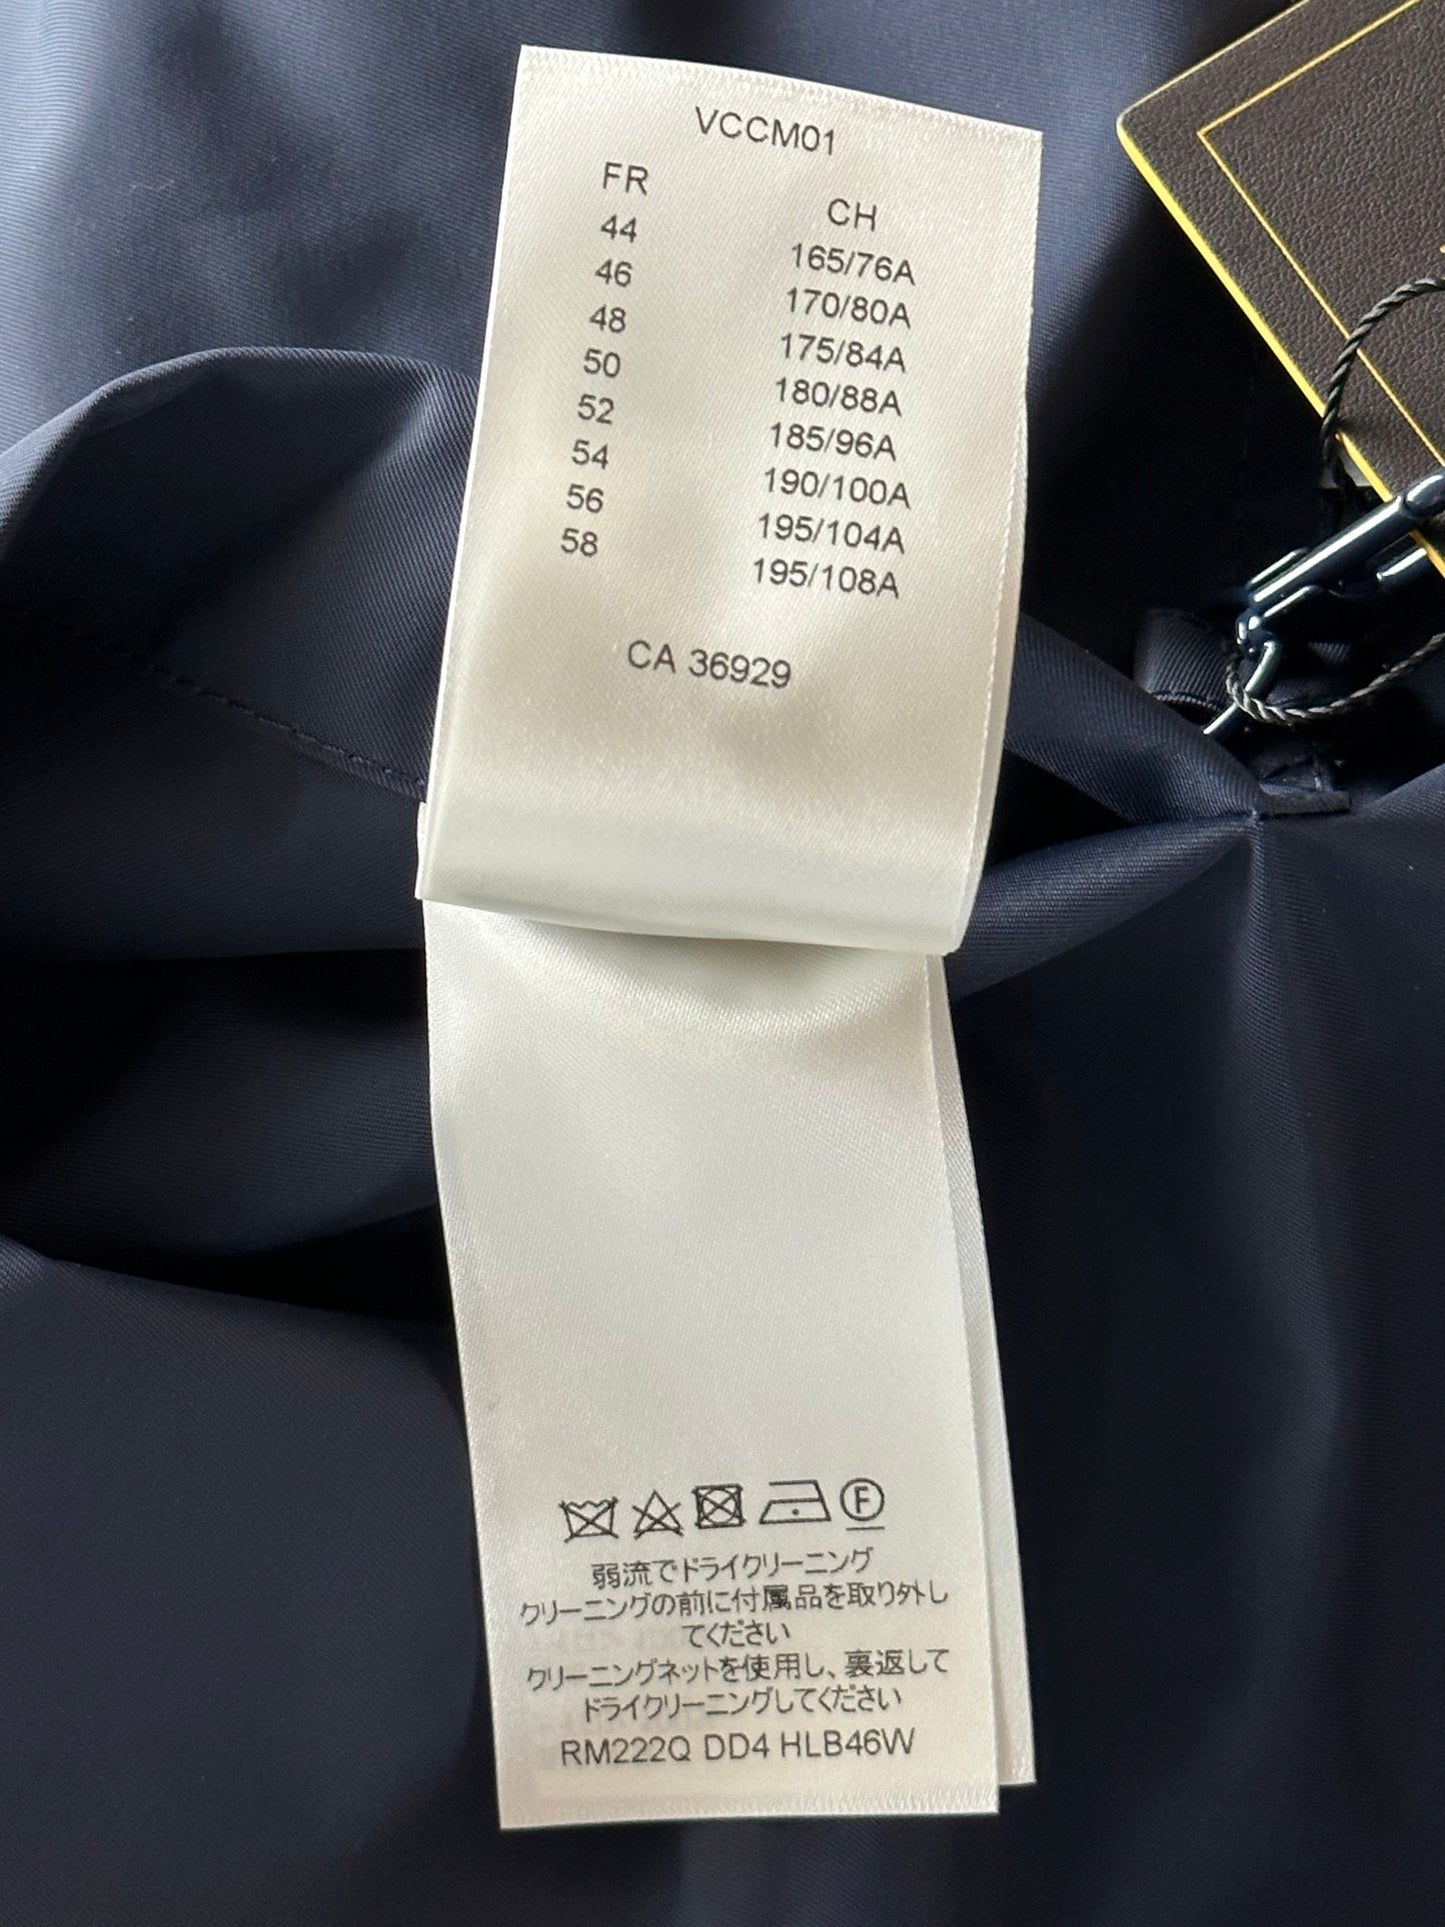 VCCM01
FR CH
44 165/76A
46 170/80A
48 175/84A
50 180/88A
52 185/96A
54 190/100A
56 195/104A
58 195/108A
CA 36929
F
弱流でドライクリーニング
クリーニングの前に付属品を取り外し
てください
クリーニングネットを使用し、裏返して
ドライクリーニングしてください
RM222Q DD4 HLB46W